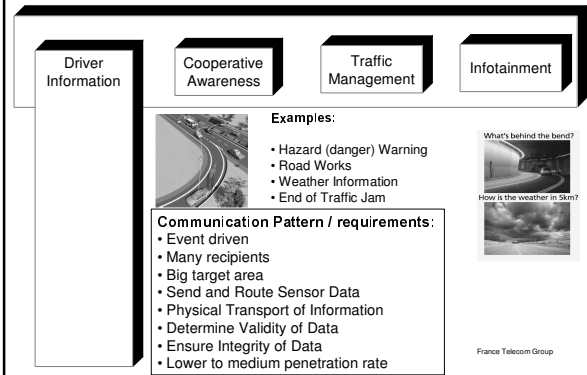 Driver
Information
Cooperative
Awareness
Traffic
Management
Infotainment
Examples:
• Hazard (danger) Warning
• Road Works
• Weather Information
• End of Traffic Jam
What's behind the bend?
How is the weather in 5km?
Communication Pattern / requirements:
• Event driven
• Many recipients
• Big target area
• Send and Route Sensor Data
• Physical Transport of Information
• Determine Validity of Data
• Ensure Integrity of Data
• Lower to medium penetration rate
France Telecom Group